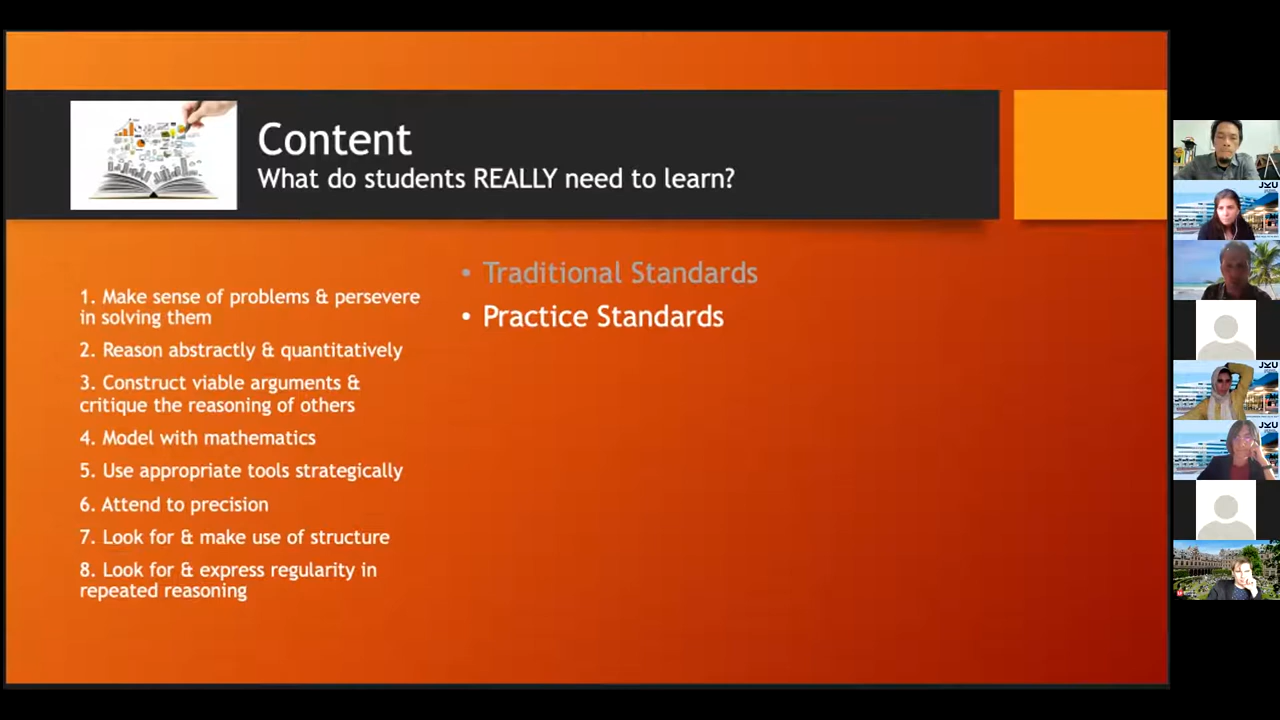 Content
What do students REALLY need to learn?
1. Make sense of problems & persevere
in solving them
2. Reason abstractly & quantitatively
3. Construct viable arguments &
critique the reasoning of others
4. Model with mathematics
5. Use appropriate tools strategically
6. Attend to precision
7. Look for & make use of structure
8. Look for & express regularity in
repeated reasoning
• Traditional Standards
• Practice Standards
JKU
JKU
JKU